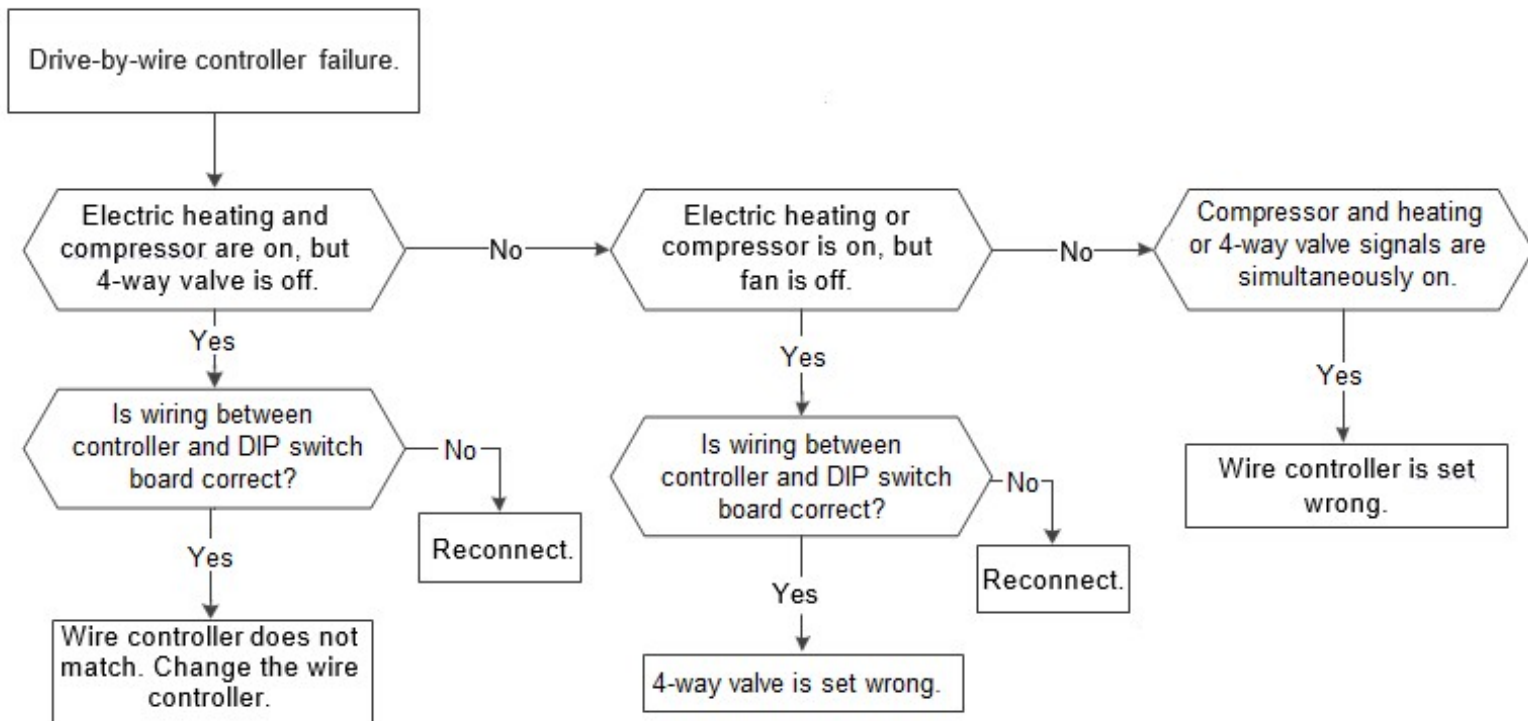 Drive-by-wire controller failure.
Electric heating and
compressor are on, but
4-way valve is off.
No
Electric heating or
compressor is on, but
fan is off.
No
Compressor and heating
or 4-way valve signals are
simultaneously on.
Yes
Is wiring between
controller and DIP switch
board correct?
No
Reconnect.
Yes
Wire controller does not
match. Change the wire
controller.
Yes
Is wiring between
controller and DIP switch
board correct?
No
Reconnect.
Yes
4-way valve is set wrong.
Yes
Wire controller is set
wrong.